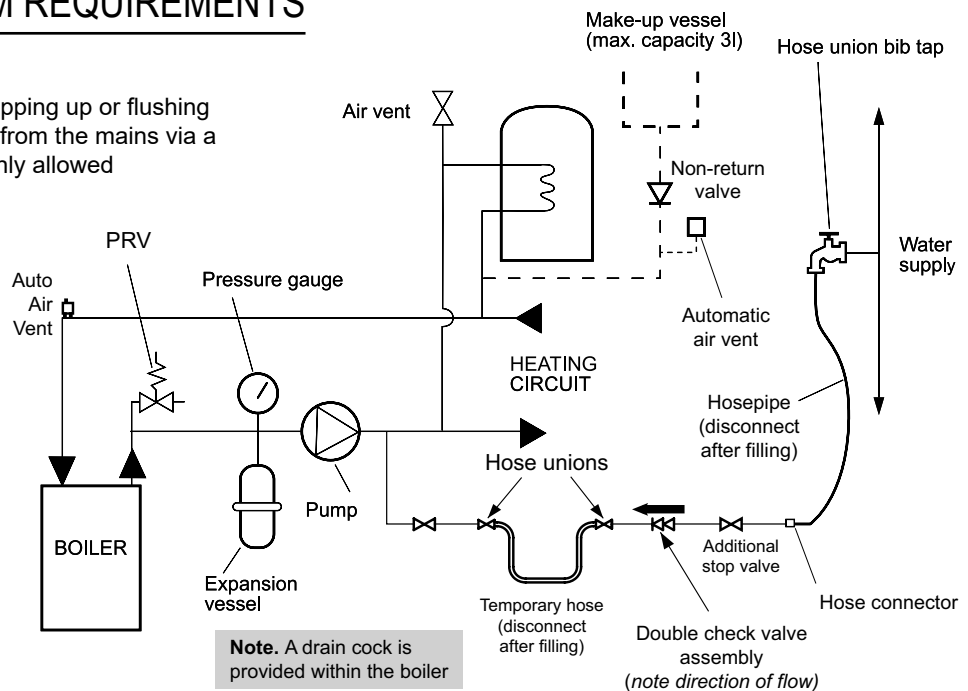 M REQUIREMENTS
pping up or flushing
from the mains via a
nly allowed
Make-up vessel
(max. capacity 3l)
Hose union bib tap
Air vent
Non-return
valve
PRV
Pressure gauge
Auto
Air
Vent
Water
supply
Automatic
air vent
HEATING
CIRCUIT
Hosepipe
(disconnect
after filling)
Hose unions
Pump
BOILER
Additional
stop valve
Expansion
vessel
Temporary hose
(disconnect
after filling)
Hose connector
Double check valve
assembly
(note direction of flow)
Note. A drain cock is
provided within the boiler